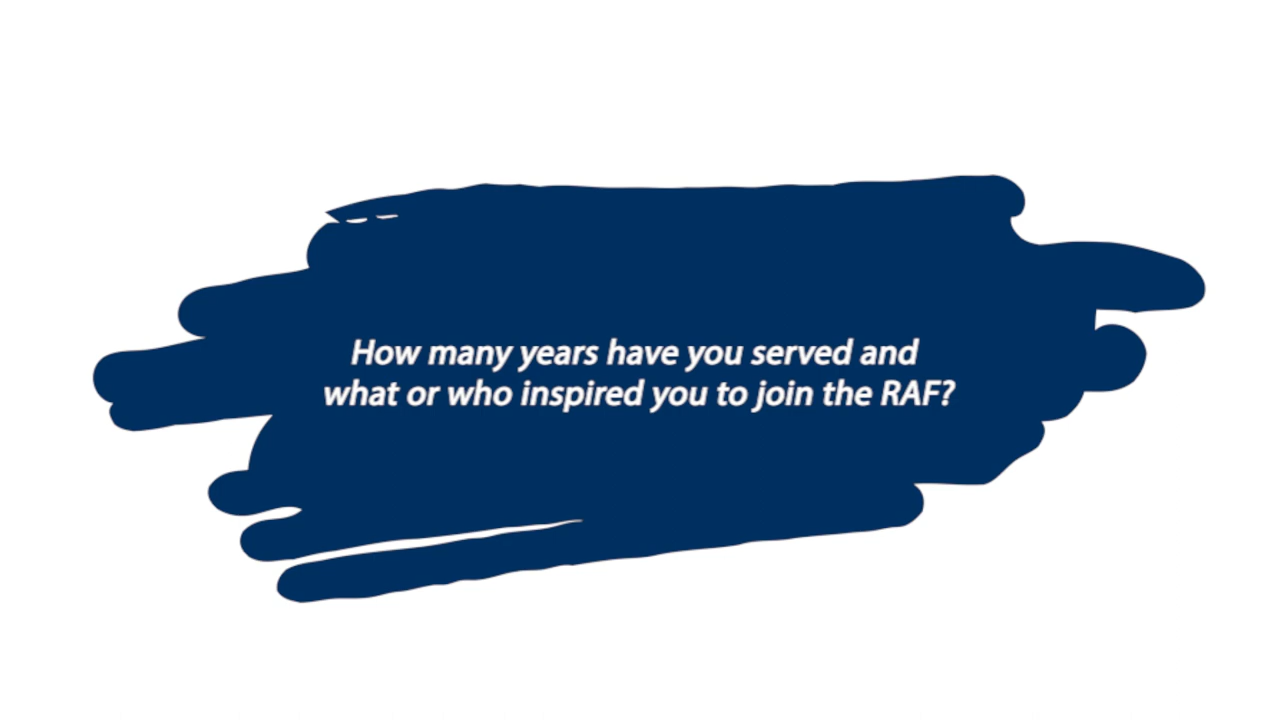 How many years have you served and
what or who inspired you to join the RAF?